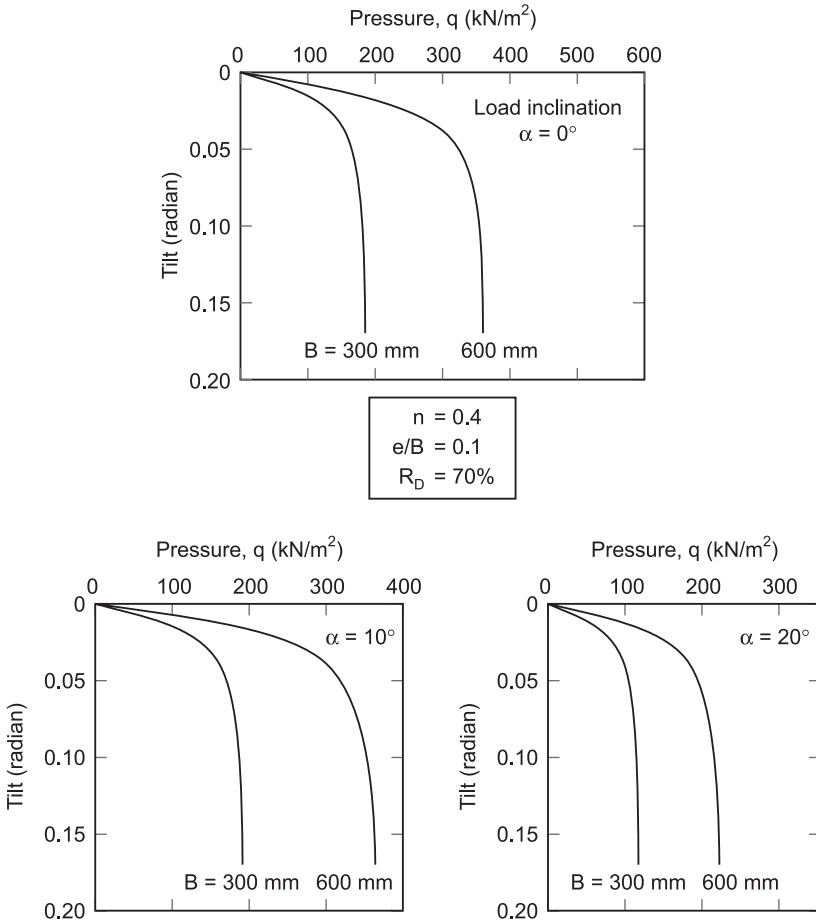 Pressure, q (kN/m²)
0 100 200 300 400 500 600
Load inclination
α = 0°
Tilt (radian)
0
0.05
0.10
0.15
0.20
B = 300 mm 600 mm
n = 0.4
e/B = 0.1
R_D = 70%
Pressure, q (kN/m²)
0 100 200 300 400
α = 10°
Tilt (radian)
0
0.05
0.10
0.15
0.20
B = 300 mm 600 mm
Pressure, q (kN/m²)
0 100 200 300
α = 20°
Tilt (radian)
0
0.05
0.10
0.15
0.20
B = 300 mm 600 mm